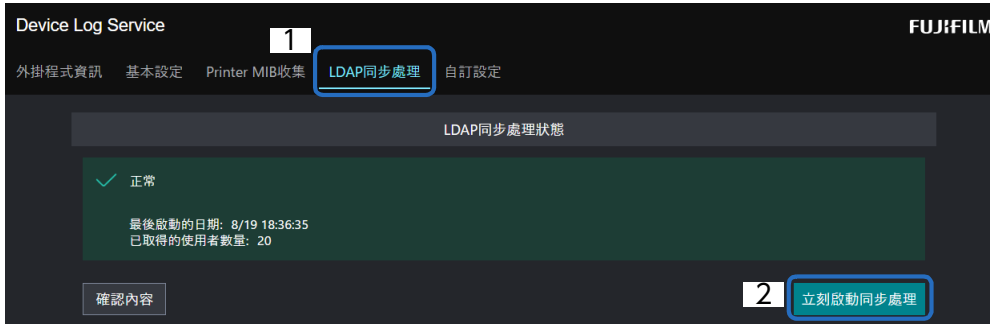 Device Log Service
FUJIFILM
1
外掛程式資訊 基本設定 Printer MIB收集 LDAP同步處理 自訂設定
LDAP同步處理狀態
正常
最後啟動的日期: 8/19 18:36:35
已取得的使用者數量: 20
確認內容
2
立刻啟動同步處理